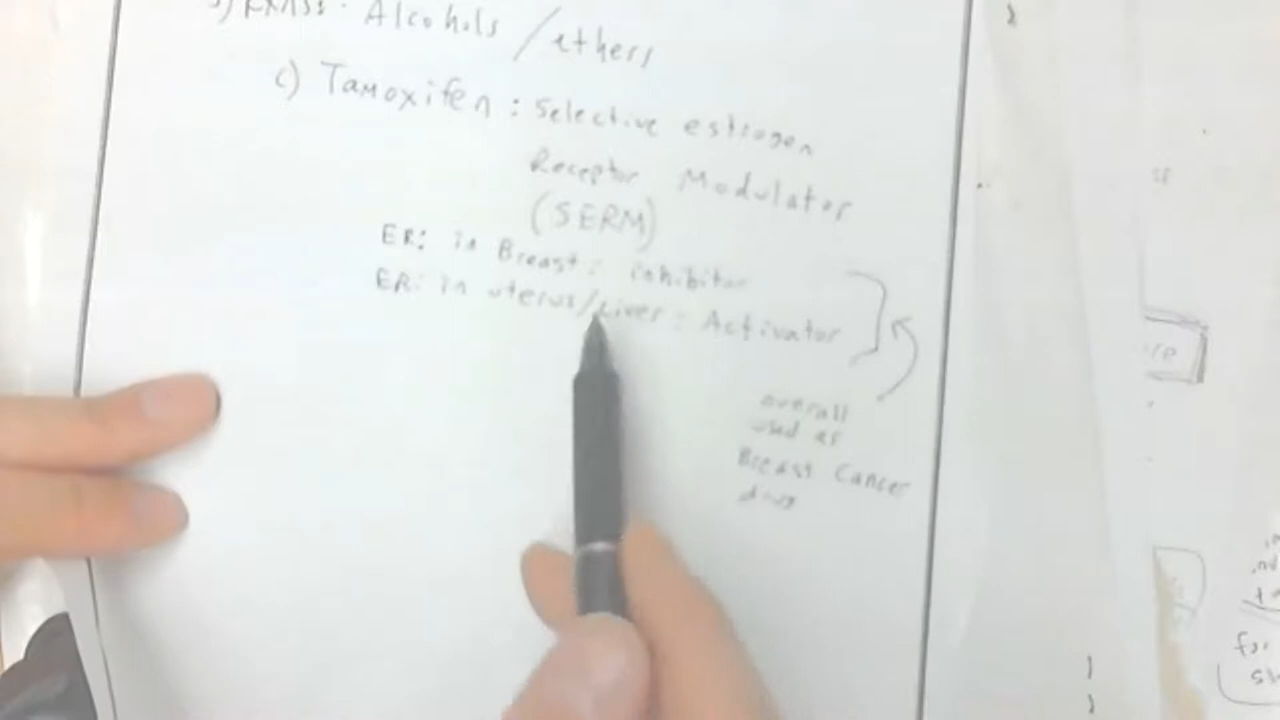 Alcohols / ethers
c) Tamoxifen : Selective estrogen
Receptor Modulator
(SERM)
ER: in Breast: inhibitor
ER: in uterus/Liver: Activator
overall
used as
Breast Cancer
drug
for